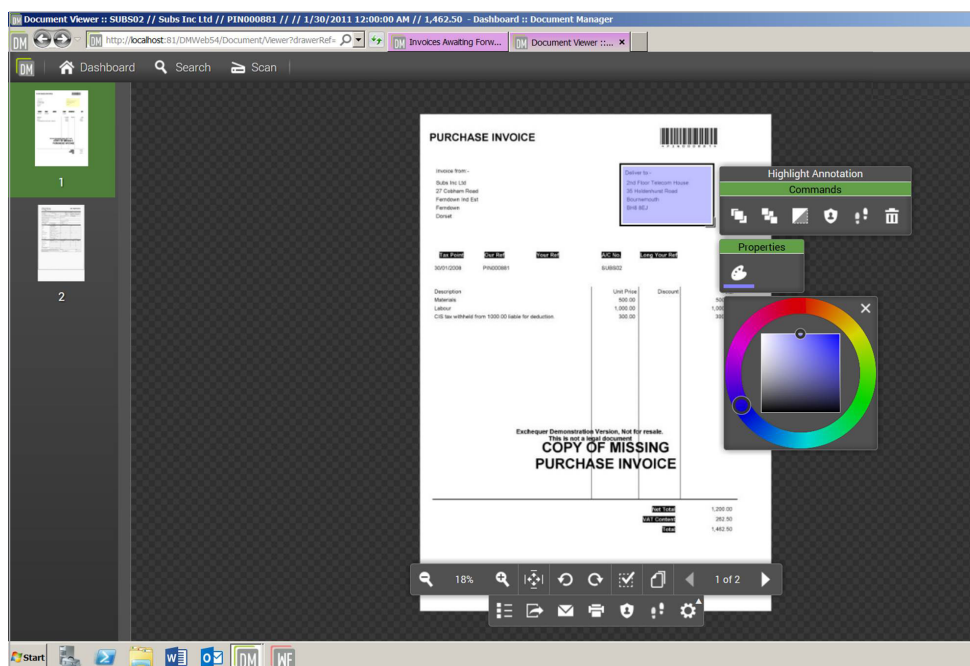 Document Viewer :: SUBS02 // Subs Inc Ltd // PIN000881 // // 1/30/2011 12:00:00 AM // 1,462.50 - Dashboard :: Document Manager
DM http://localhost:81/DMWeb54/Document/Viewer?drawerRef= DM Invoices Awaiting Forw... DM Document Viewer ::... ×
DM Dashboard Search Scan
1
2
PURCHASE INVOICE
Invoice from:-
Subs Inc Ltd
27 Cobham Road
Ferndown Ind Est
Ferndown
Dorset
Deliver to:-
2nd Floor Telecom House
Holdenhurst Road
Bournemouth
Tax Point Our Ref Your Ref A/C No Long Your Ref
30/01/2008 PIN000881 SUBS02
Description Unit Price Discount
Materials 500.00
Labour 1,000.00
CIS tax withheld from 1000.00 liable for deduction 300.00
Exchequer Demonstration Version, Not for resale.
This is not a legal document
COPY OF MISSING
PURCHASE INVOICE
Net Total 1,200.00
VAT Content 262.50
Total 1,462.50
Highlight Annotation
Commands
Properties
18% 1 of 2
Start DM WF